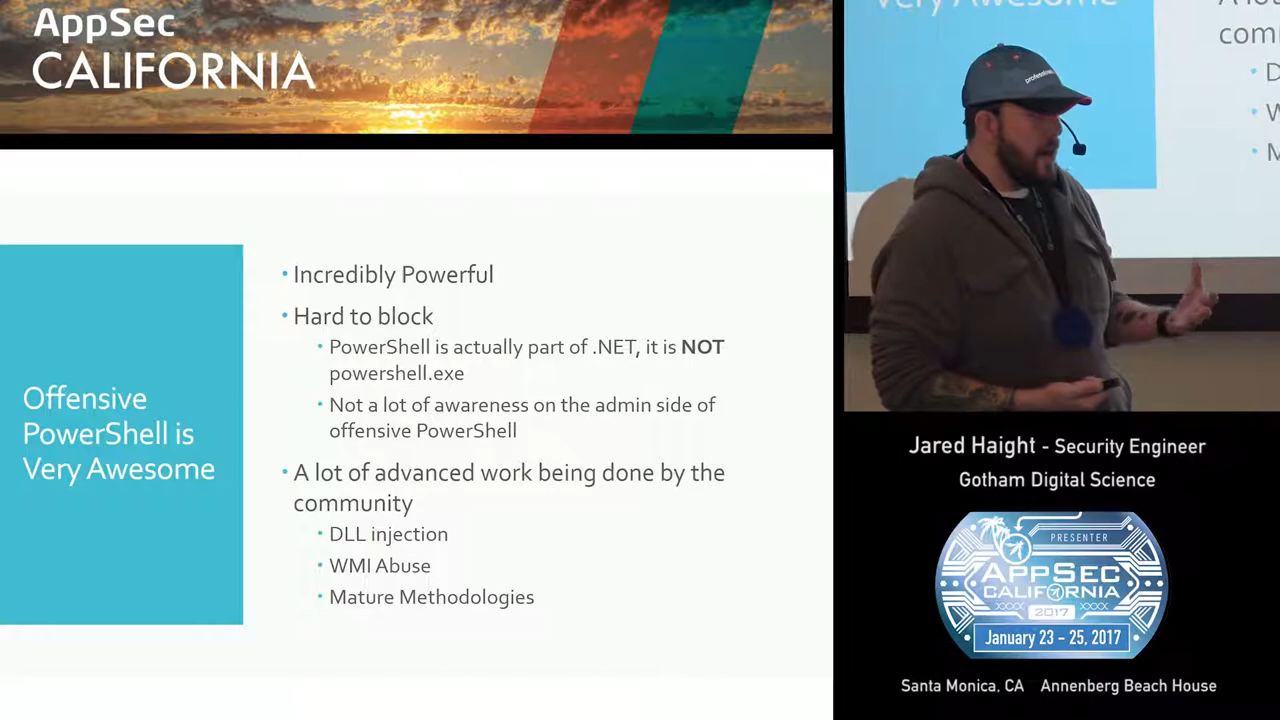 AppSec
CALIFORNIA
Offensive
PowerShell is
Very Awesome
• Incredibly Powerful
• Hard to block
• PowerShell is actually part of .NET, it is NOT
powershell.exe
• Not a lot of awareness on the admin side of
offensive PowerShell
• A lot of advanced work being done by the
community
• DLL injection
• WMI Abuse
• Mature Methodologies
Very Awesome
Jared Haight - Security Engineer
Gotham Digital Science
PRESENTER
APPSEC
CALIFORNIA
2017
January 23 - 25, 2017
Santa Monica, CA Annenberg Beach House